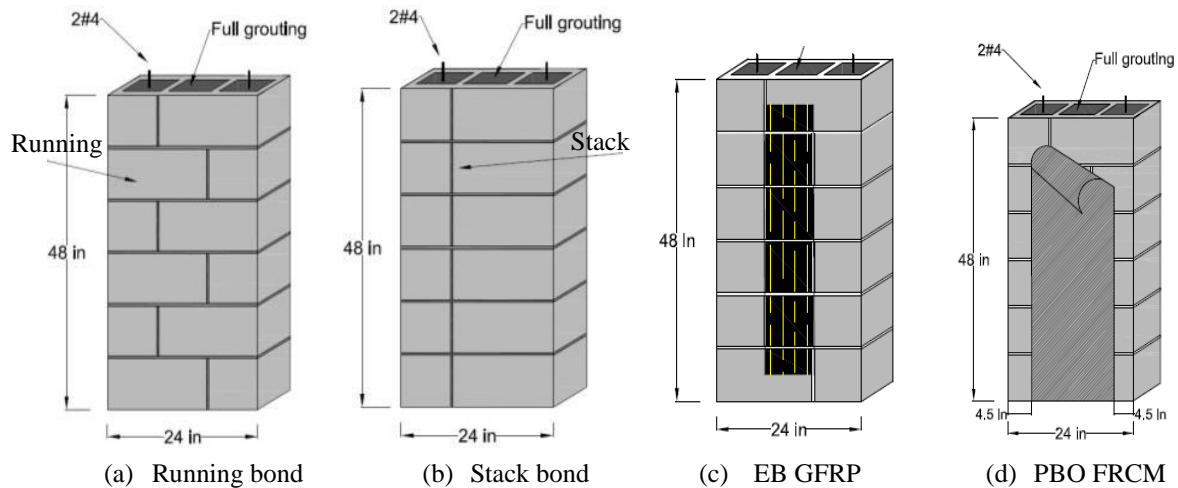 2#4
Full grouting
Running
48 in
24 in
(a) Running bond
2#4
Full grouting
Stack
48 in
24 in
(b) Stack bond
48 in
24 in
(c) EB GFRP
2#4
Full grouting
48 in
4.5 in
4.5 in
24 in
(d) PBO FRCM